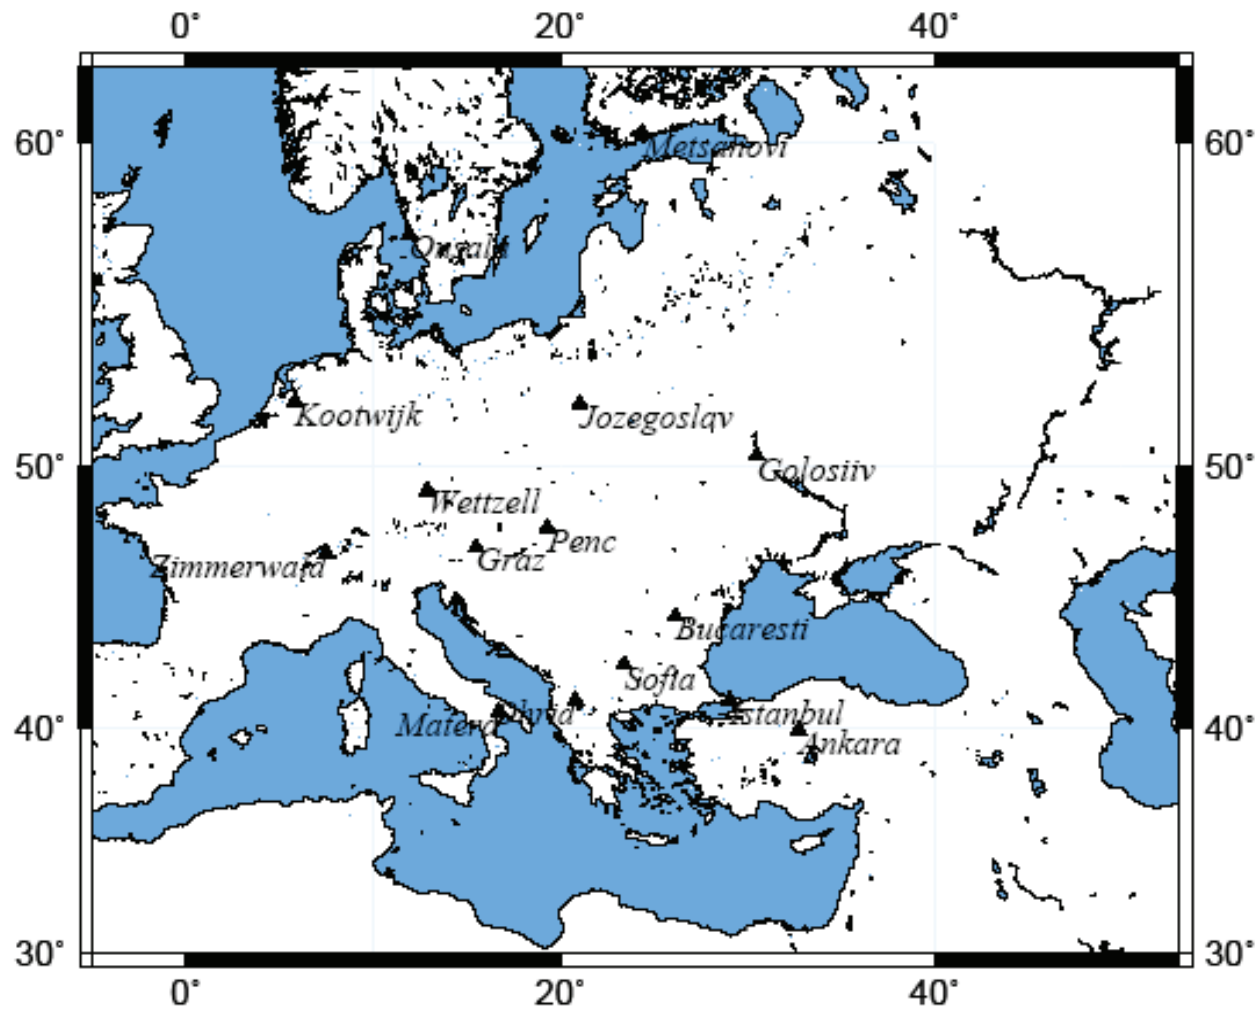 0° 20° 40°
60° 60°
Metsahovi
Onsala
Kootwijk
Jozegoslav
50° 50°
Golosiiv
Wettzell
Penc
Graz
Zimmerwald
Bucaresti
Sofia
Istanbul
Matera
40° 40°
Ankara
30° 30°
0° 20° 40°